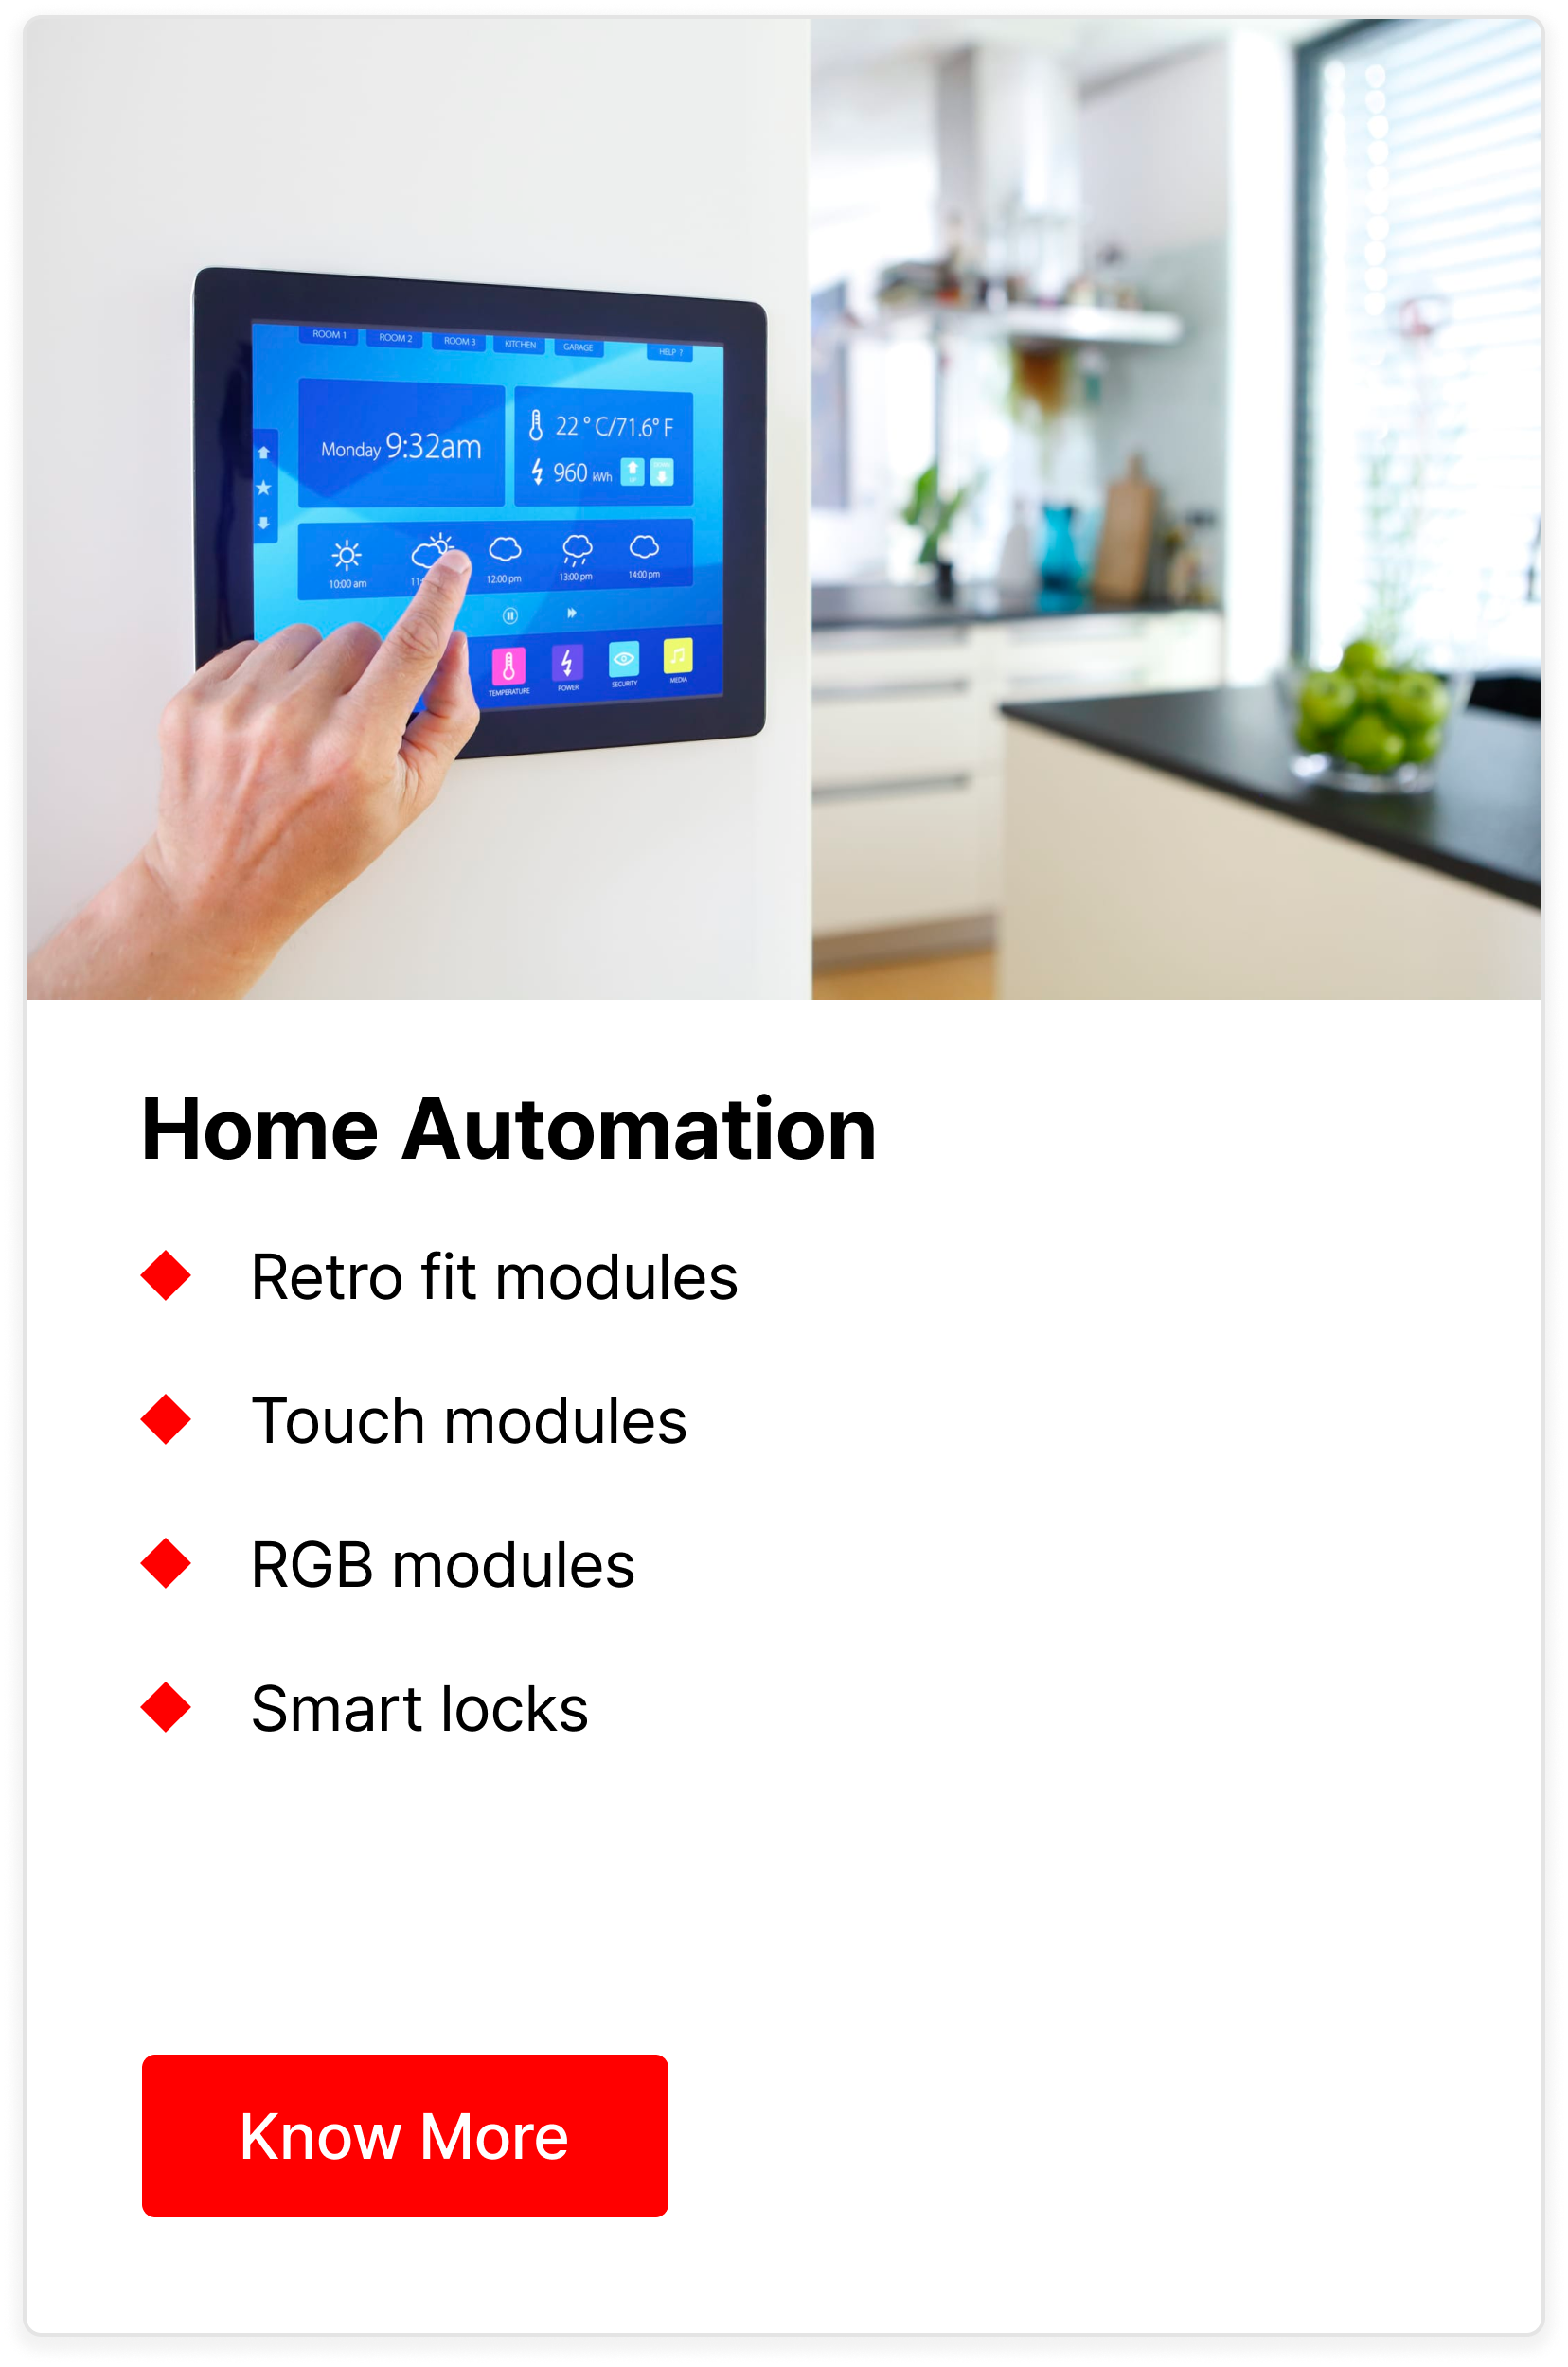 ROOM 1 ROOM 2 ROOM 3 KITCHEN GARAGE HELP ?
Monday 9:32am
22 ° C/71.6° F
960 kWh
10:00 am 12:00 pm 13:00 pm 14:00 pm
TEMPERATURE POWER SECURITY MEDIA
Home Automation
Retro fit modules
Touch modules
RGB modules
Smart locks
Know More